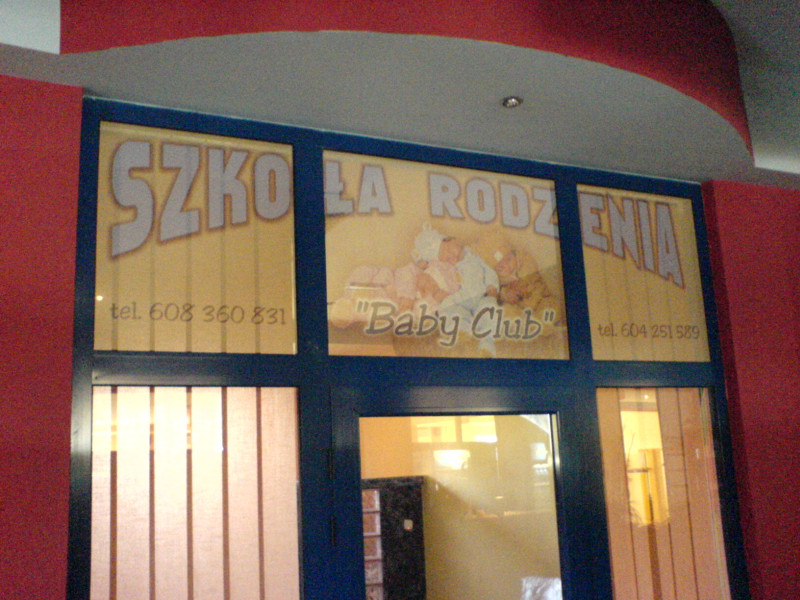 SZKOŁA RODZENIA
tel. 608 360 831
"Baby Club"
tel. 604 251 589